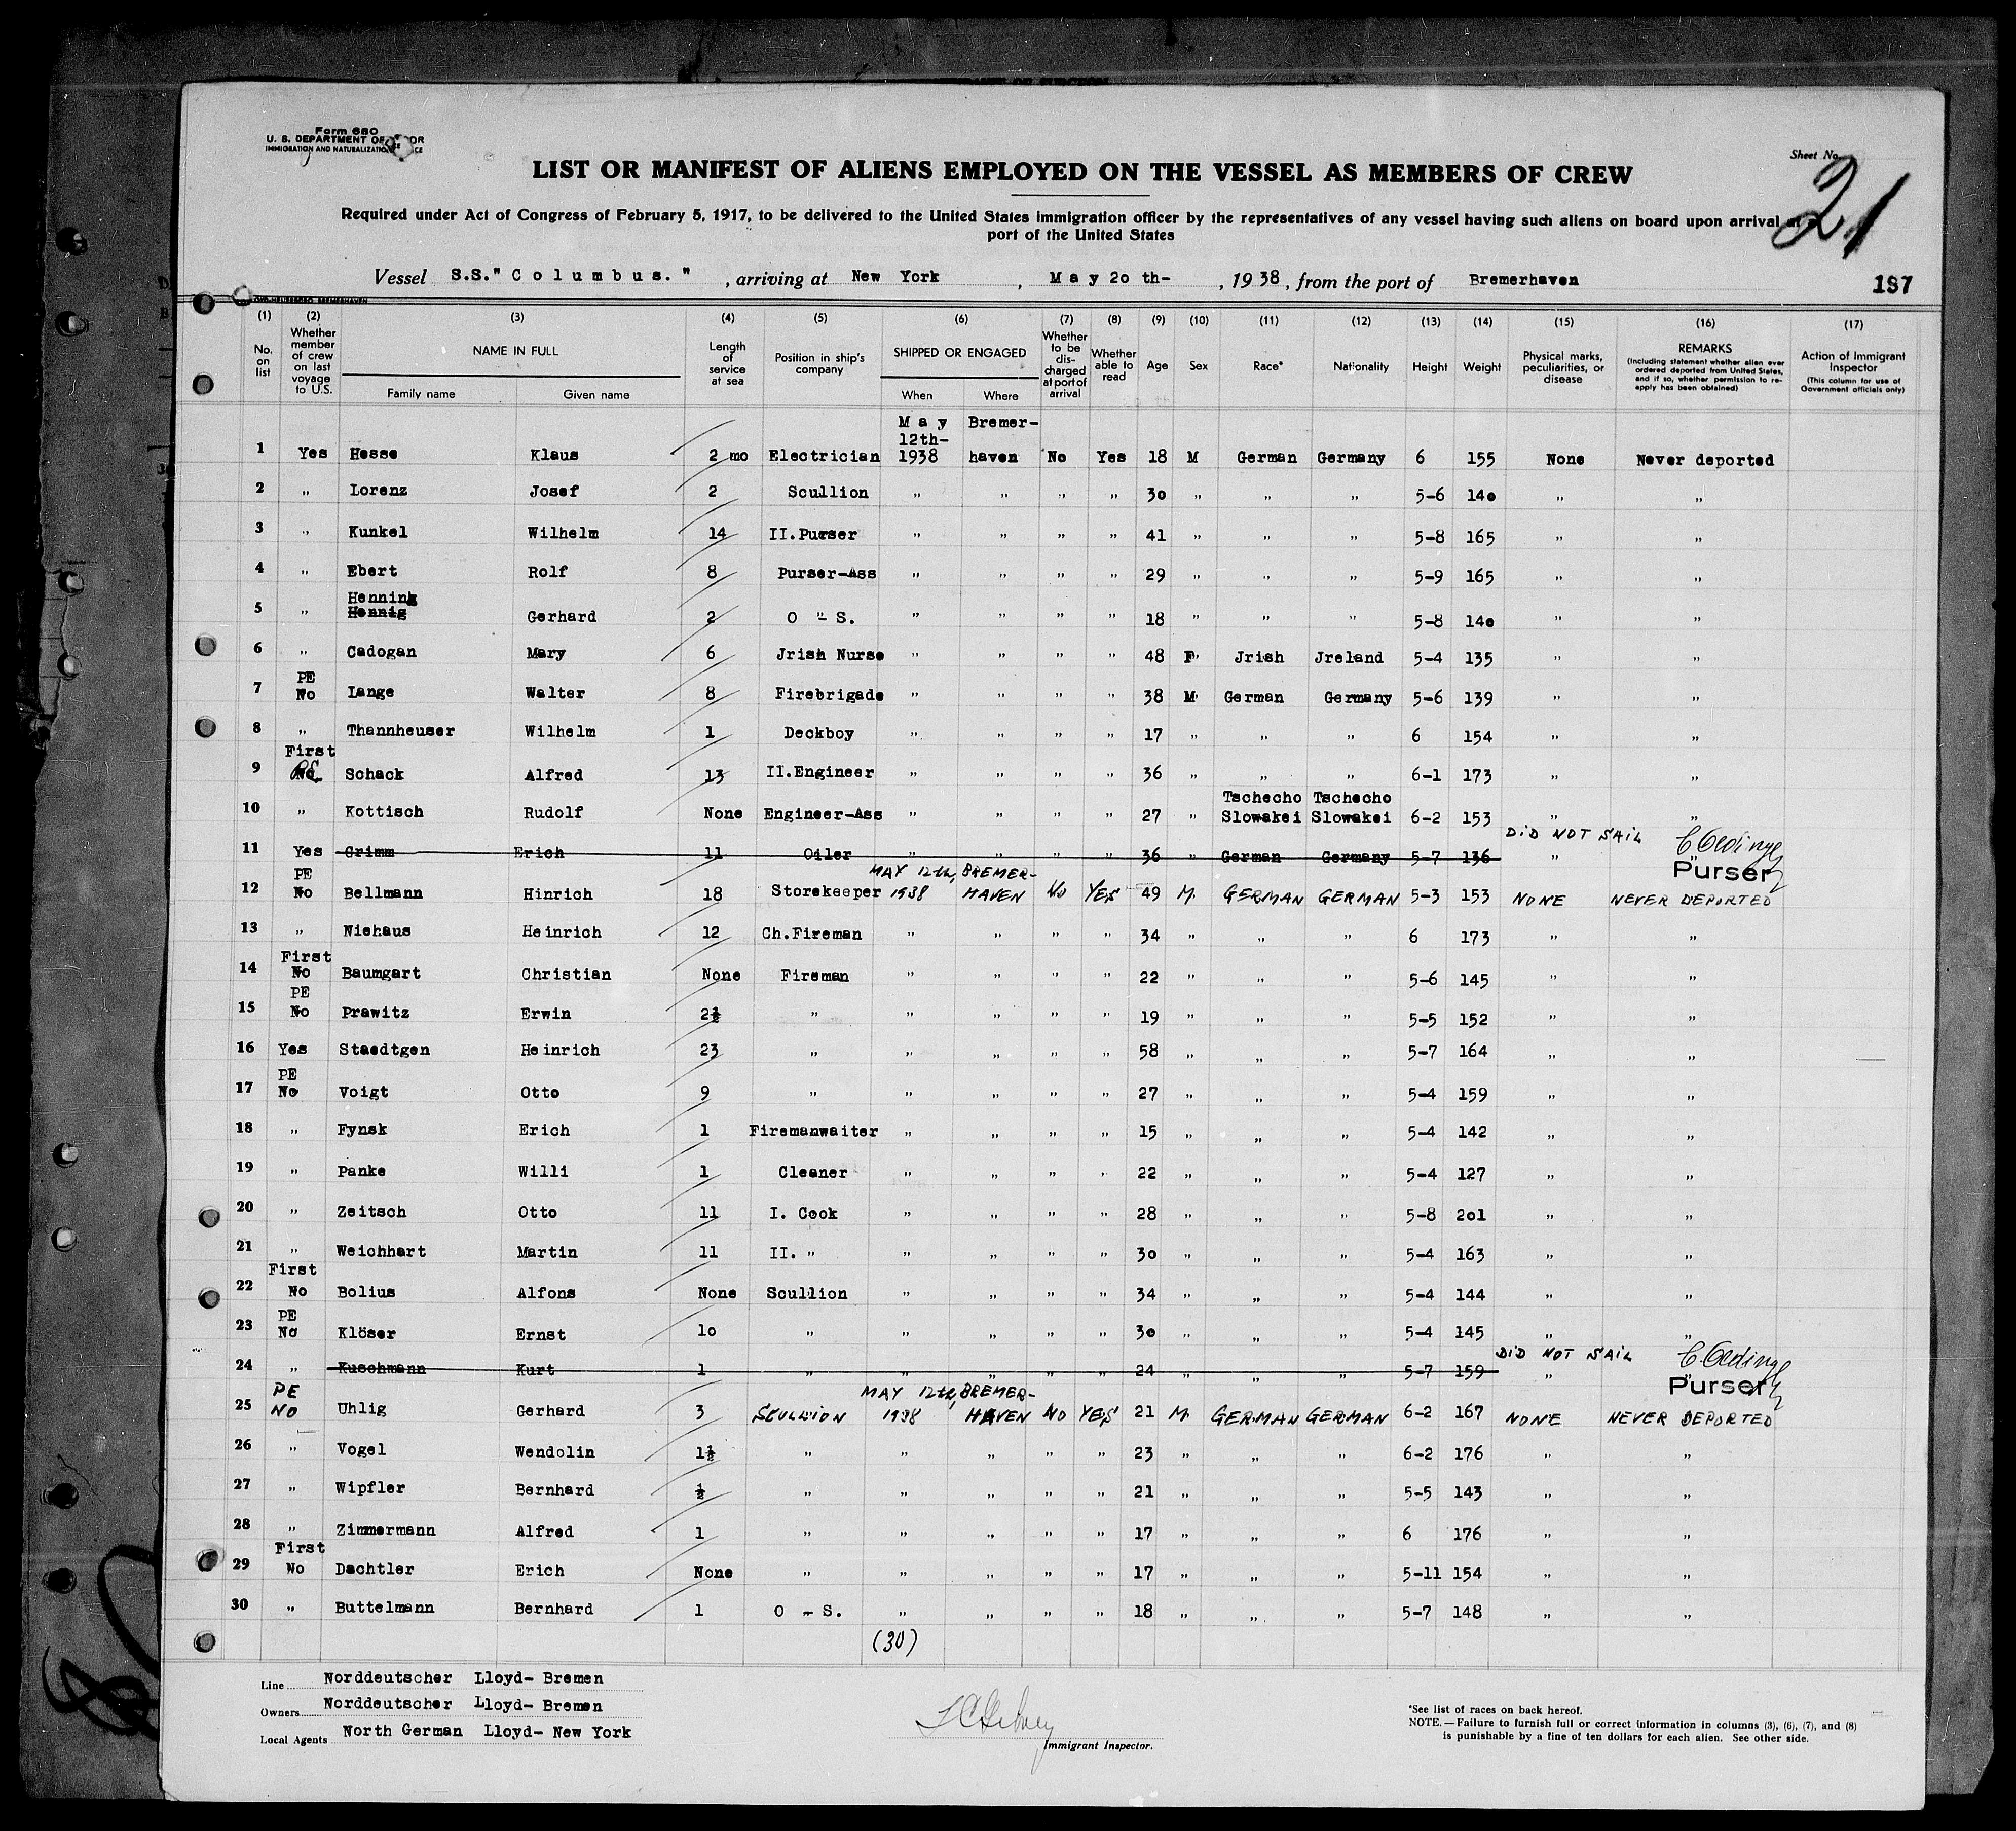 Form 680
U. S. DEPARTMENT OF LABOR
IMMIGRATION AND NATURALIZATION SERVICE
Sheet No. 21
LIST OR MANIFEST OF ALIENS EMPLOYED ON THE VESSEL AS MEMBERS OF CREW
Required under Act of Congress of February 5, 1917, to be delivered to the United States immigration officer by the representatives of any vessel having such aliens on board upon arrival at
port of the United States
Vessel S.S." C o l u m b u s. " , arriving at New York , M a y 2o th- , 1938, from the port of Bremerhaven
187
(1) (2) (3) (4) (5) (6) (7) (8) (9) (10) (11) (12) (13) (14) (15) (16) (17)
No. on list
Whether member of crew on last voyage to U.S.
NAME IN FULL
Family name Given name
Length of service at sea
Position in ship's company
SHIPPED OR ENGAGED
When Where
Whether to be discharged at port of arrival
Whether able to read
Age Sex Race* Nationality Height Weight
Physical marks, peculiarities, or disease
REMARKS
(Including statement whether alien ever ordered deported from United States, and if so, whether permission to re-apply has been obtained)
Action of Immigrant Inspector
(This column for use of Government officials only)
M a y Bremer-
12th-
1 Yes Hesse Klaus 2 mo Electrician 1938 haven No Yes 18 M German Germany 6 155 None Never deported
2 " Lorenz Josef 2 Scullion " " " " 3o " " " 5-6 14o " "
3 " Kunkel Wilhelm 14 II.Purser " " " " 41 " " " 5-8 165 " "
4 " Ebert Rolf 8 Purser-Ass " " " " 29 " " " 5-9 165 " "
Henning
5 " Hennig Gerhard 2 O " - S. " " " " 18 " " " 5-8 14o " "
6 " Cadogan Mary 6 Jrish Nurse " " " " 48 F. Jrish Jreland 5-4 135 " "
PE
7 No Lange Walter 8 Firebrigade " " " " 38 M German Germany 5-6 139 " "
8 " Thannheuser Wilhelm 1 Deckboy " " " " 17 " " " 6 154 " "
First
9 No PE Schack Alfred 13 II.Engineer " " " " 36 " " " 6-1 173 " "
Tschecho Tschecho
10 " Kottisch Rudolf None Engineer-Ass " " " " 27 " Slowakei Slowakei 6-2 153 " "
DID NOT SAIL
11 Yes Grimm Erich 11 Oiler " " " " 36 " German Germany 5-7 136 " "
Purser
PE MAY 12th, BREMER-
12 No Bellmann Hinrich 18 Storekeeper 1938 HAVEN NO YES 49 M. GERMAN GERMAN 5-3 153 NONE NEVER DEPORTED
13 " Niehaus Heinrich 12 Ch.Fireman " " " " 34 " " " 6 173 " "
First
14 No Baumgart Christian None Fireman " " " " 22 " " " 5-6 145 " "
PE
15 No Prawitz Erwin 2½ " " " " " 19 " " " 5-5 152 " "
16 Yes Staedtgen Heinrich 23 " " " " " 58 " " " 5-7 164 " "
PE
17 No Voigt Otto 9 " " " " " 27 " " " 5-4 159 " "
18 " Fynsk Erich 1 Firemanwaiter " " " " 15 " " " 5-4 142 " "
19 " Panke Willi 1 Cleaner " " " " 22 " " " 5-4 127 " "
20 " Zeitsch Otto 11 I. Cook " " " " 28 " " " 5-8 2o1 " "
21 " Weichhart Martin 11 II. " " " " " 3o " " " 5-4 163 " "
First
22 No Bolius Alfons None Scullion " " " " 34 " " " 5-4 144 " "
PE
23 No Klöser Ernst 1o " " " " " 3o " " " 5-4 145 " "
DID NOT SAIL
24 " Kuschmann Kurt 1 " " " " " 24 " " " 5-7 159 " "
Purser
PE MAY 12th, BREMER-
25 NO Uhlig Gerhard 3 SCULLION 1938 HAVEN NO YES 21 M. GERMAN GERMAN 6-2 167 NONE NEVER DEPORTED
26 " Vogel Wendolin 1½ " " " " " 23 " " " 6-2 176 " "
27 " Wipfler Bernhard ½ " " " " " 21 " " " 5-5 143 " "
28 " Zimmermann Alfred 1 " " " " " 17 " " " 6 176 " "
First
29 No Dachtler Erich None " " " " " 17 " " " 5-11 154 " "
30 " Buttelmann Bernhard 1 O - S. " " " " 18 " " " 5-7 148 " "
(30)
Line Norddeutscher Lloyd- Bremen
Owners Norddeutscher Lloyd- Bremen
Local Agents North German Lloyd- New York
Immigrant Inspector.
*See list of races on back hereof.
NOTE.—Failure to furnish full or correct information in columns (3), (6), (7), and (8)
is punishable by a fine of ten dollars for each alien. See other side.